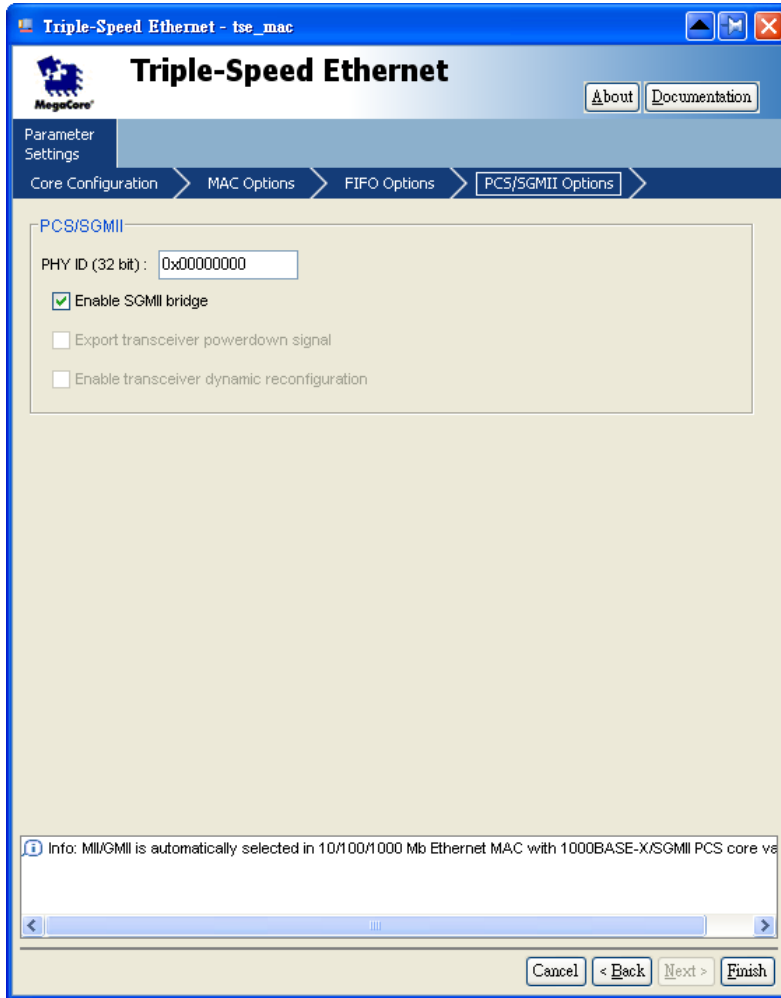 Triple-Speed Ethernet - tse_mac
Triple-Speed Ethernet
MegaCore®
About
Documentation
Parameter
Settings
Core Configuration
MAC Options
FIFO Options
PCS/SGMII Options
PCS/SGMII
PHY ID (32 bit) : 0x00000000
Enable SGMII bridge
Export transceiver powerdown signal
Enable transceiver dynamic reconfiguration
Info: MII/GMII is automatically selected in 10/100/1000 Mb Ethernet MAC with 1000BASE-X/SGMII PCS core va
Cancel
< Back
Next >
Finish